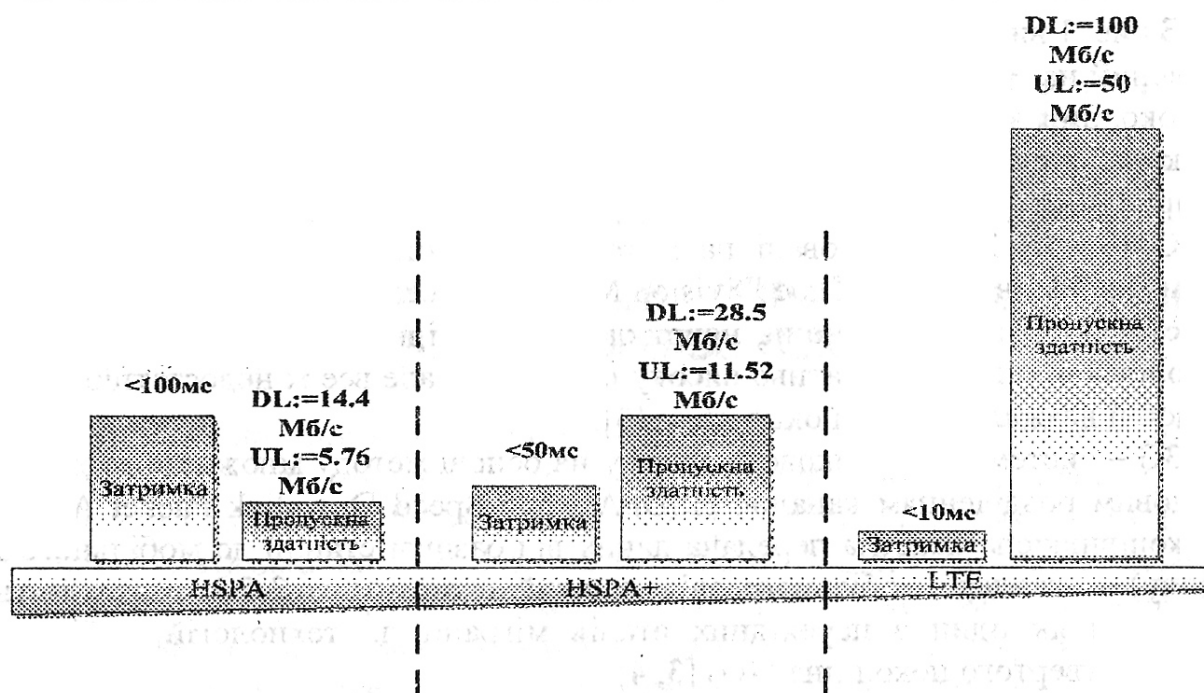 <100мс
Затримка
DL:=14.4
Мб/с
UL:=5.76
Мб/с
Пропускна
здатність
HSPA
<50мс
Затримка
DL:=28.5
Мб/с
UL:=11.52
Мб/с
Пропускна
здатність
HSPA+
<10мс
Затримка
DL:=100
Мб/с
UL:=50
Мб/с
Пропускна
здатність
LTE